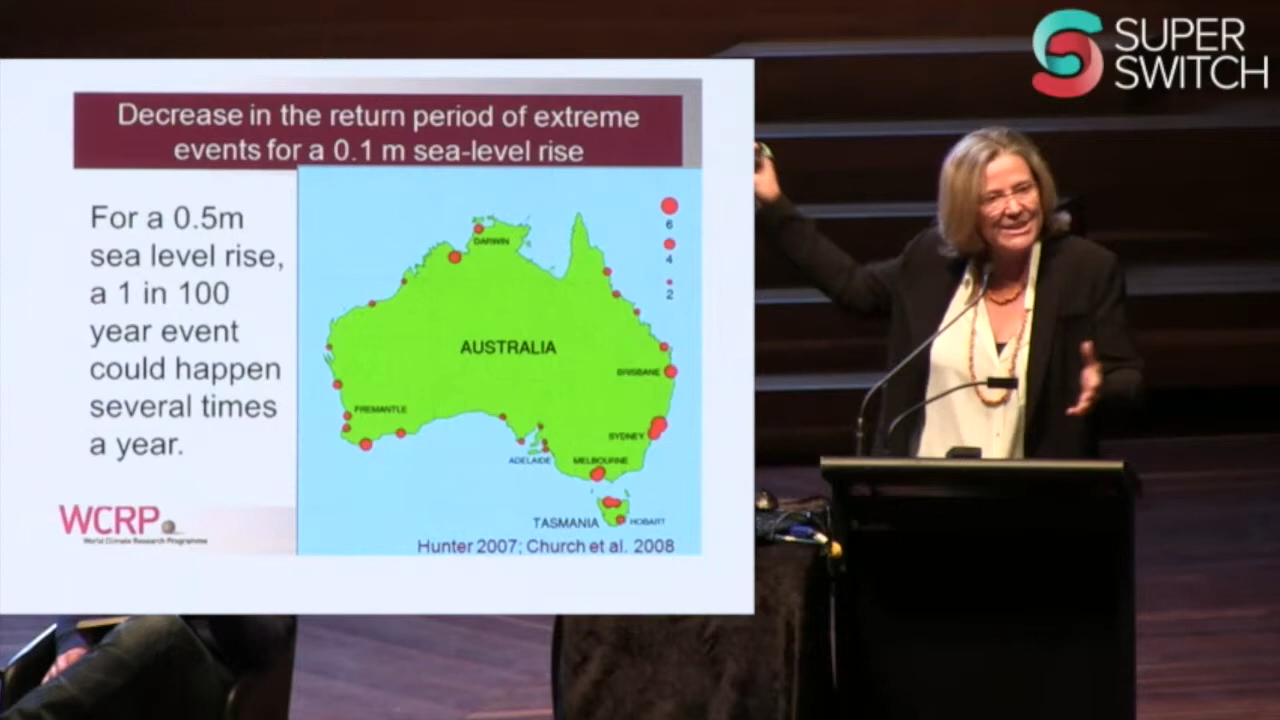 SUPER
SWITCH
Decrease in the return period of extreme
events for a 0.1 m sea-level rise
For a 0.5m
sea level rise,
a 1 in 100
year event
could happen
several times
a year.
6
4
2
DARWIN
AUSTRALIA
BRISBANE
FREMANTLE
SYDNEY
ADELAIDE
MELBOURNE
TASMANIA
HOBART
Hunter 2007; Church et al. 2008
WCRP
World Climate Research Programme